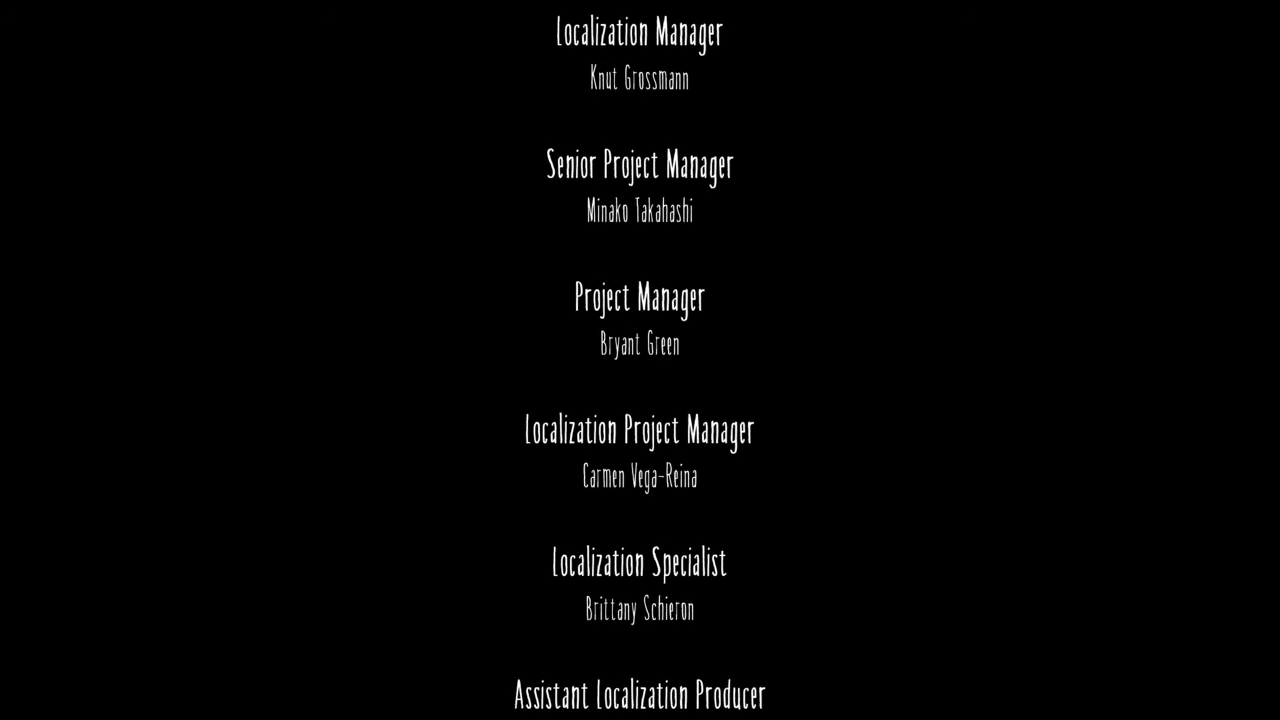 Localization Manager
Knut Grossmann
Senior Project Manager
Minako Takahashi
Project Manager
Bryant Green
Localization Project Manager
Carmen Vega-Reina
Localization Specialist
Brittany Schieron
Assistant Localization Producer